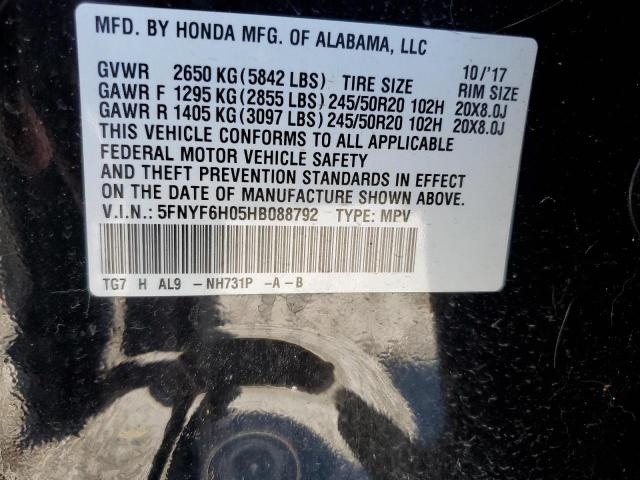 MFD. BY HONDA MFG. OF ALABAMA, LLC
10/'17
GVWR 2650 KG(5842 LBS) TIRE SIZE RIM SIZE
GAWR F 1295 KG(2855 LBS)245/50R20 102H 20X8.0J
GAWR R 1405 KG(3097 LBS)245/50R20 102H 20X8.0J
THIS VEHICLE CONFORMS TO ALL APPLICABLE
FEDERAL MOTOR VEHICLE SAFETY
AND THEFT PREVENTION STANDARDS IN EFFECT
ON THE DATE OF MANUFACTURE SHOWN ABOVE.
V.I.N.: 5FNYF6H05HB088792 TYPE: MPV
TG7 H AL9 -NH731P -A-B